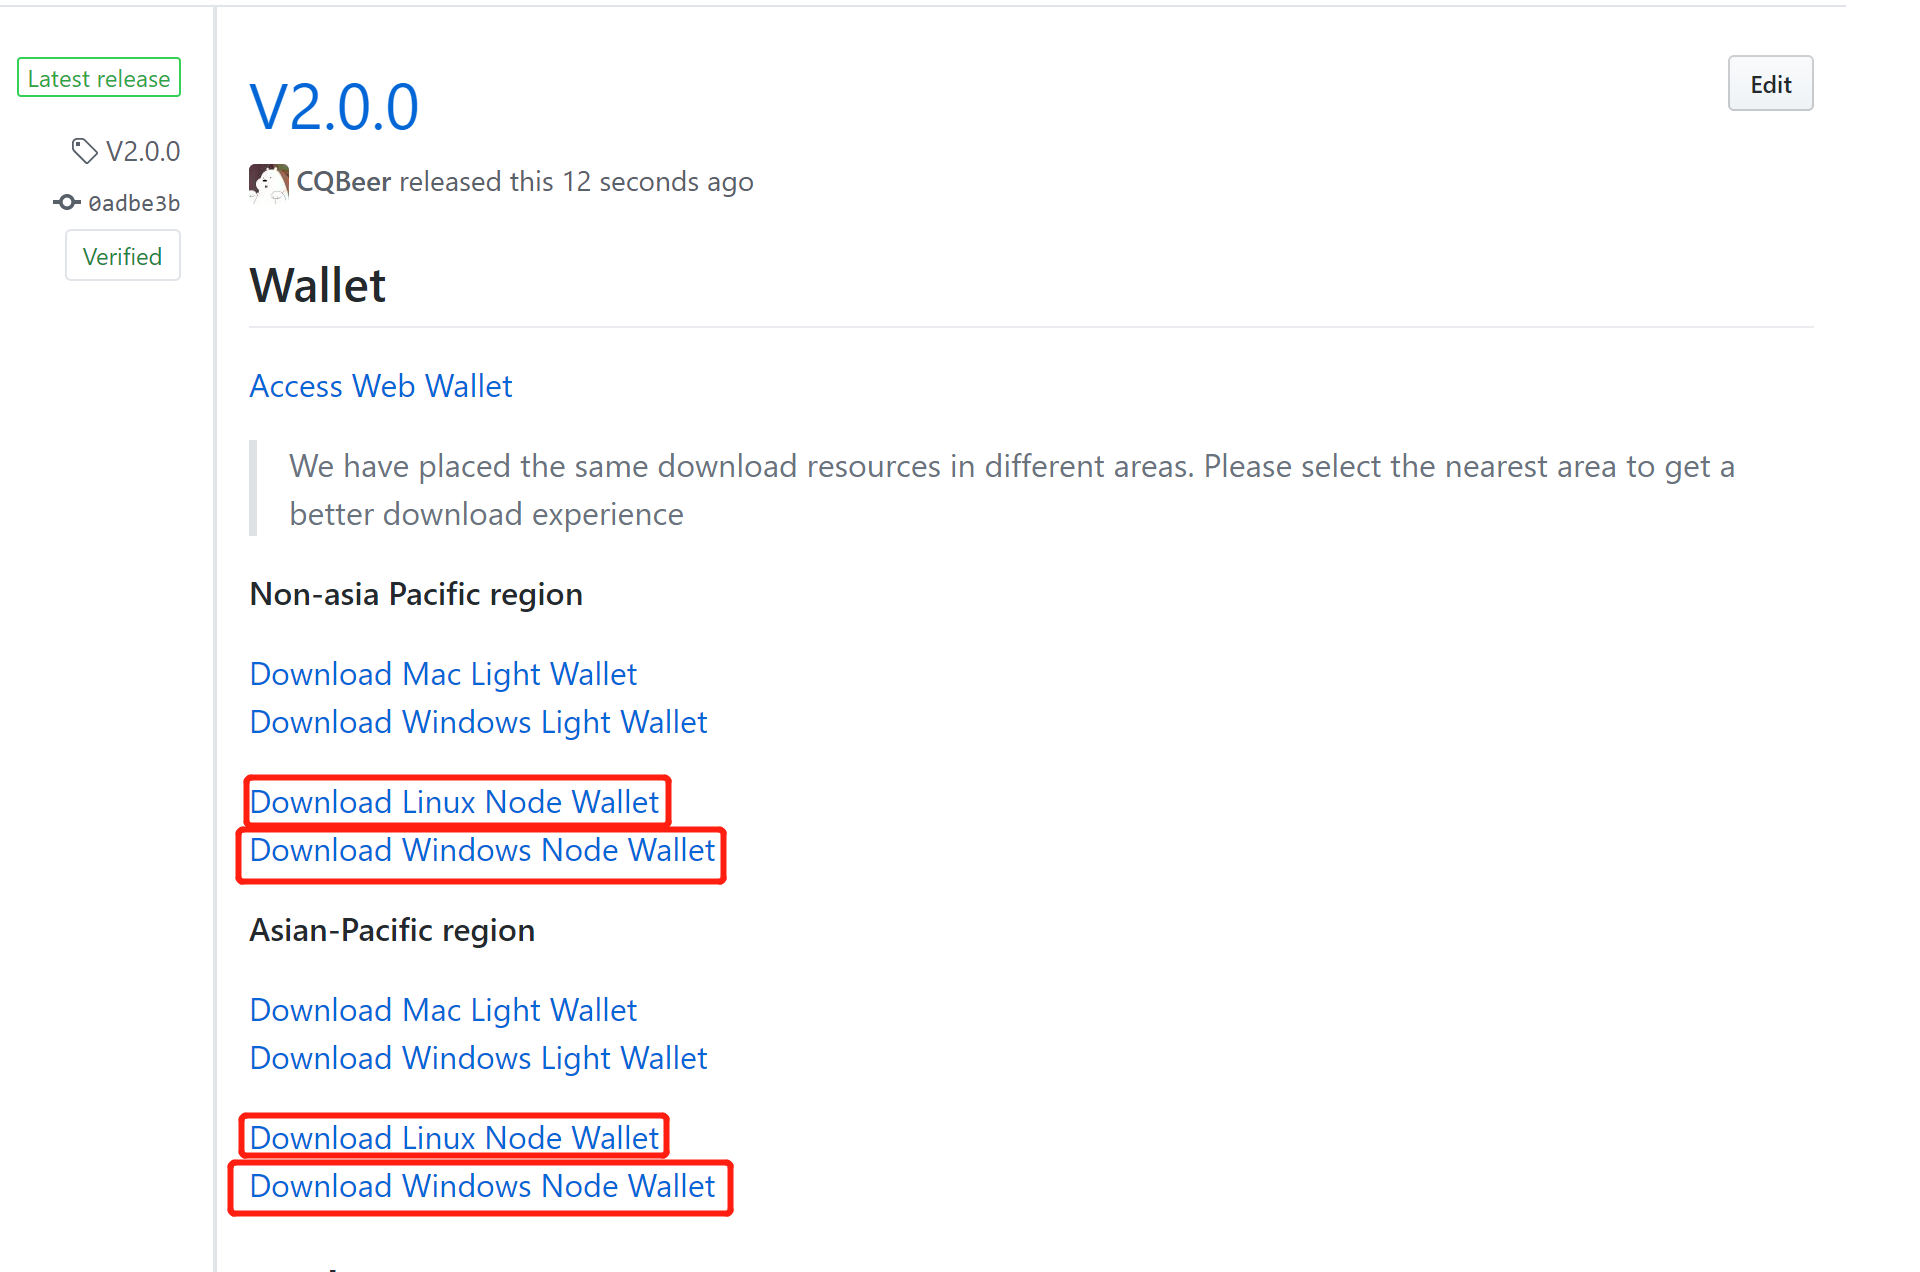 Latest release
V2.0.0
0adbe3b
Verified
V2.0.0
Edit
CQBeer released this 12 seconds ago
Wallet
Access Web Wallet
We have placed the same download resources in different areas. Please select the nearest area to get a
better download experience
Non-asia Pacific region
Download Mac Light Wallet
Download Windows Light Wallet
Download Linux Node Wallet
Download Windows Node Wallet
Asian-Pacific region
Download Mac Light Wallet
Download Windows Light Wallet
Download Linux Node Wallet
Download Windows Node Wallet